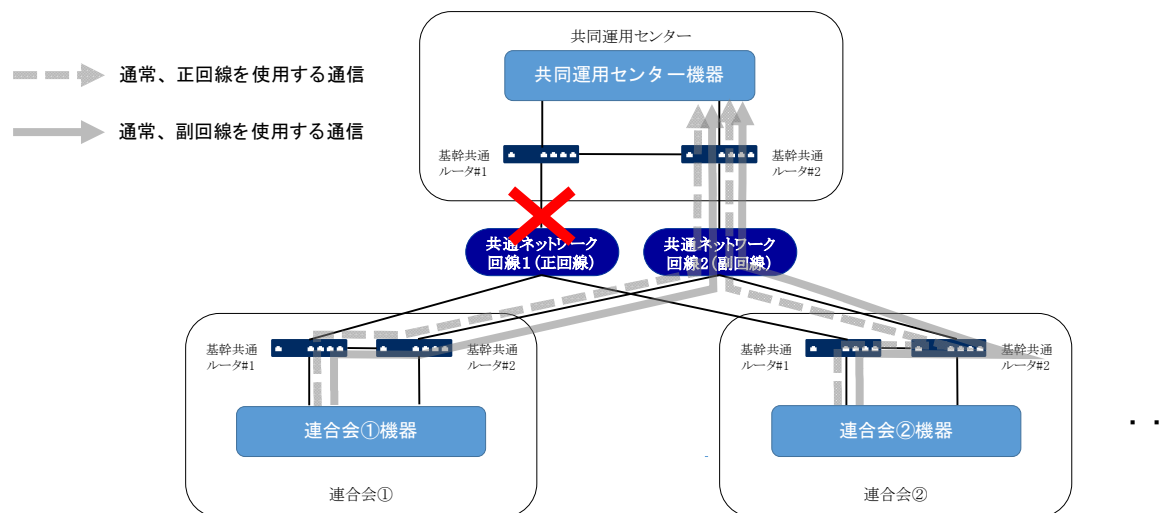 共同運用センター
共同運用センター機器
通常、正回線を使用する通信
通常、副回線を使用する通信
基幹共通
ルータ#1
基幹共通
ルータ#2
共通ネットワーク
回線1(正回線)
共通ネットワーク
回線2(副回線)
基幹共通
ルータ#1
基幹共通
ルータ#2
連合会①機器
連合会①
基幹共通
ルータ#1
基幹共通
ルータ#2
連合会②機器
連合会②
・・